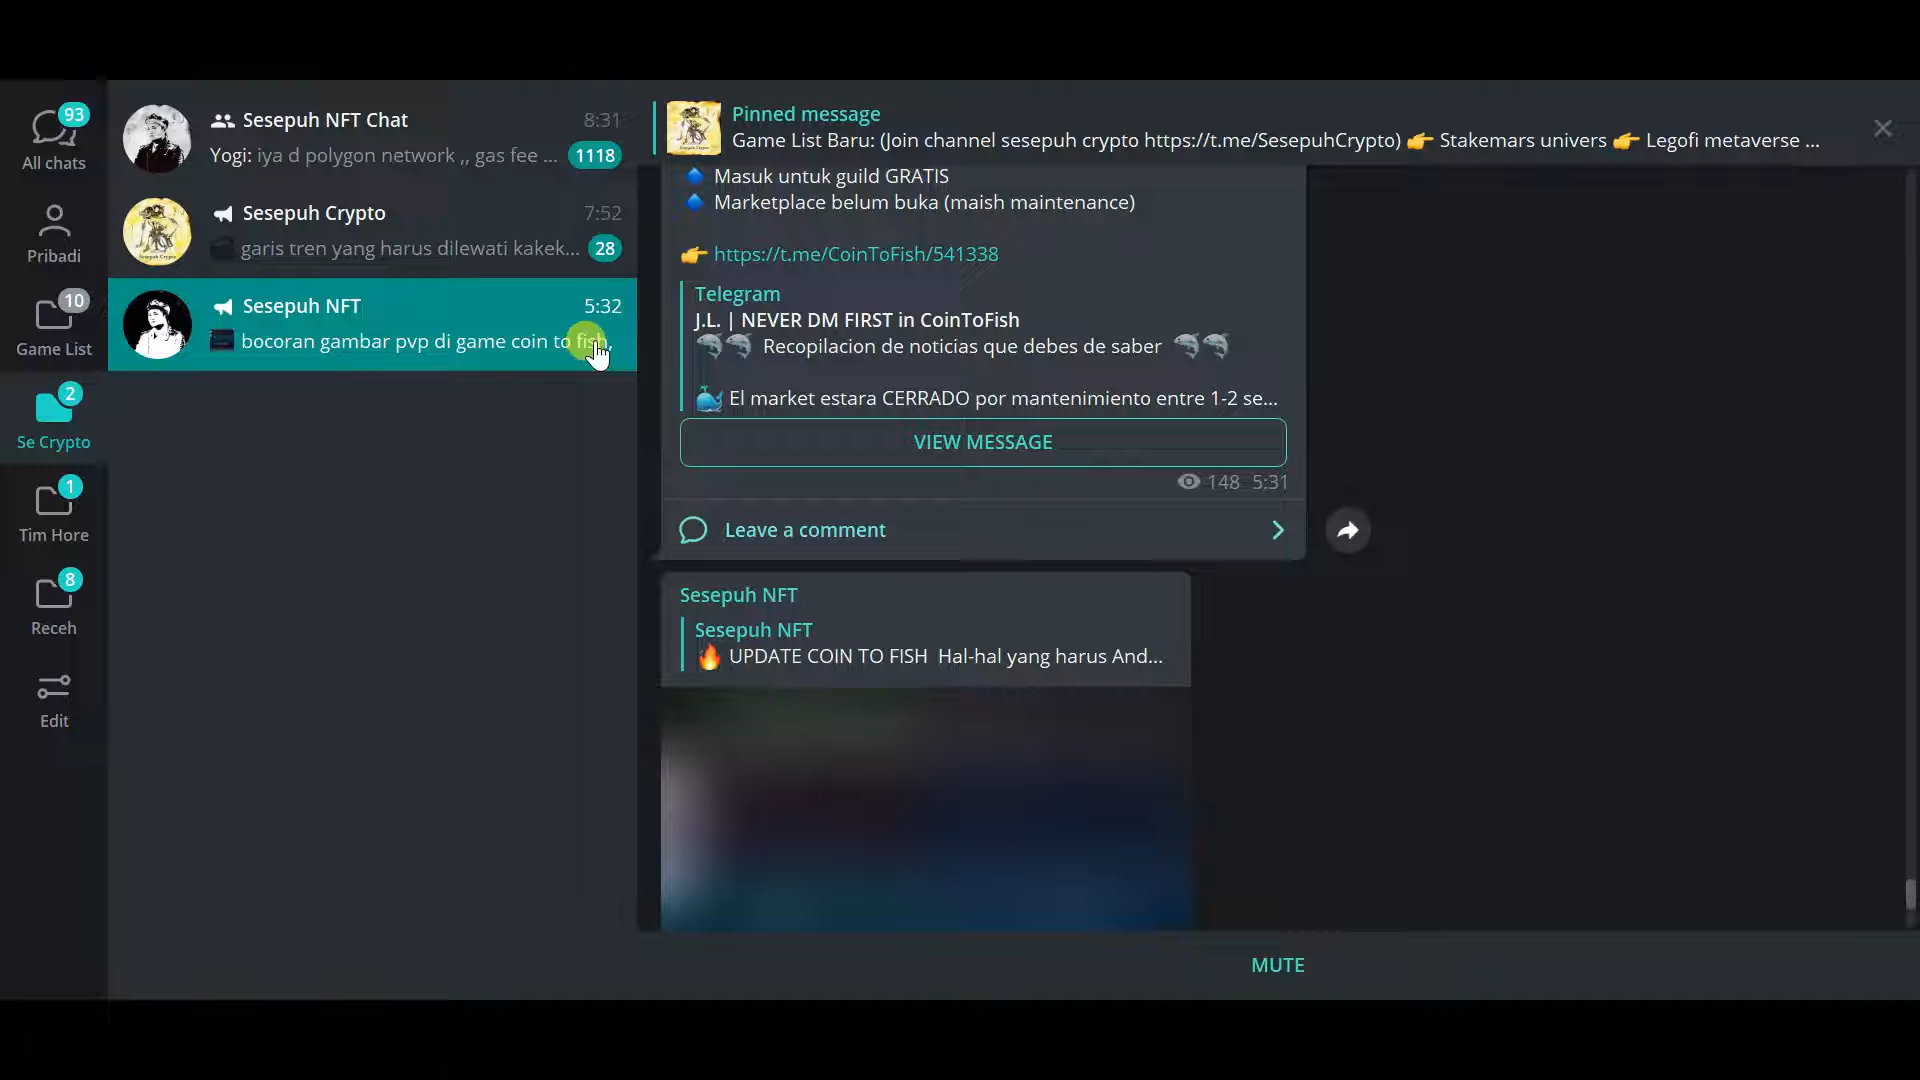 93
All chats
Pribadi
10
Game List
2
Se Crypto
1
Tim Hore
8
Receh
Edit
Sesepuh NFT Chat 8:31
Yogi: iya d polygon network ,, gas fee ... 1118
Sesepuh Crypto 7:52
garis tren yang harus dilewati kakek... 28
Sesepuh NFT 5:32
bocoran gambar pvp di game coin to fish,
Pinned message
Game List Baru: (Join channel sesepuh crypto https://t.me/SesepuhCrypto) 👉 Stakemars univers 👉 Legofi metaverse ...
🔹 Masuk untuk guild GRATIS
🔹 Marketplace belum buka (maish maintenance)
👉 https://t.me/CoinToFish/541338
Telegram
J.L. | NEVER DM FIRST in CoinToFish
🦈🦈 Recopilacion de noticias que debes de saber 🦈🦈
🐳 El market estara CERRADO por mantenimiento entre 1-2 se...
VIEW MESSAGE
148 5:31
Leave a comment
Sesepuh NFT
Sesepuh NFT
🔥 UPDATE COIN TO FISH Hal-hal yang harus And...
MUTE